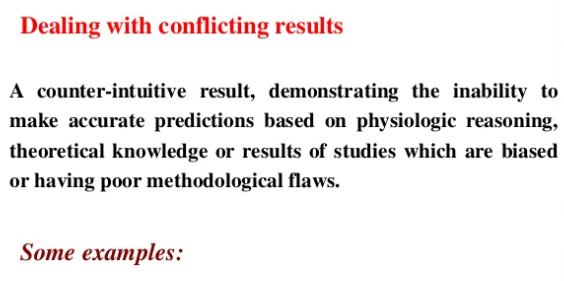 Dealing with conflicting results
A counter-intuitive result, demonstrating the inability to
make accurate predictions based on physiologic reasoning,
theoretical knowledge or results of studies which are biased
or having poor methodological flaws.
Some examples: